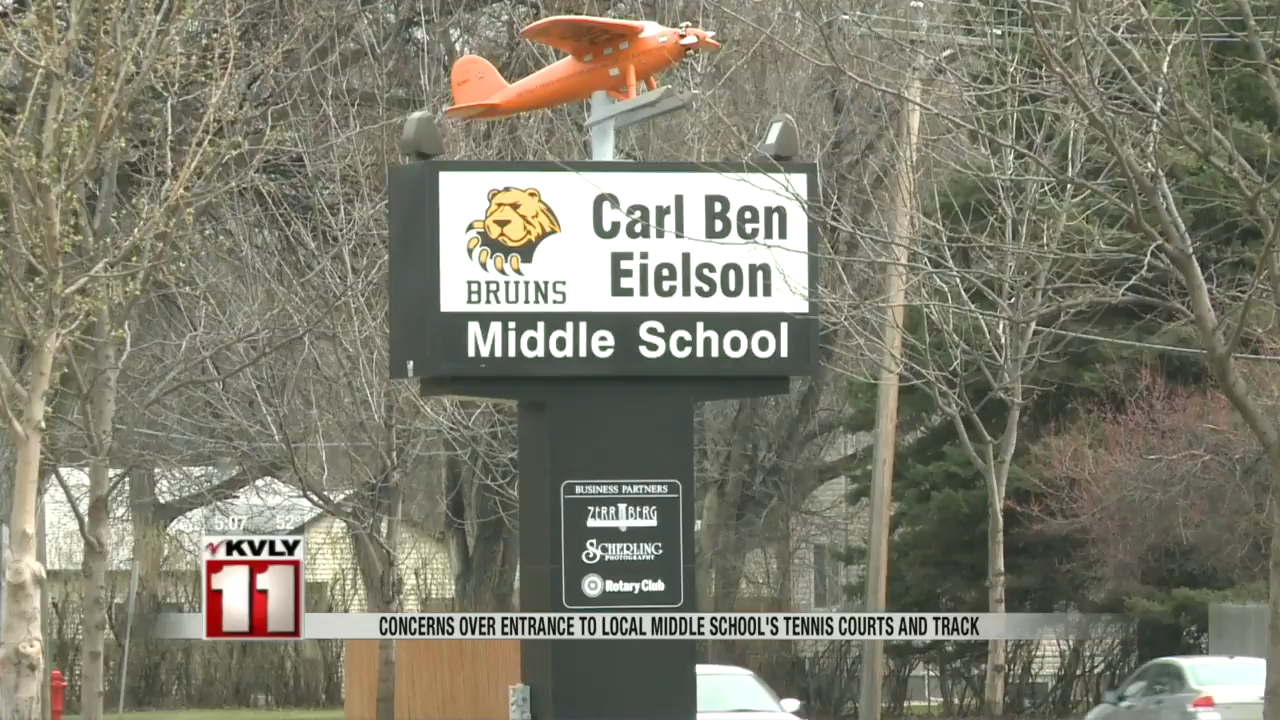 Carl Ben
Eielson
BRUINS
Middle School
BUSINESS PARTNERS
ZERR BERG
SCHERLING
PHOTOGRAPHY
Rotary Club
5:07 52
KVLY
11
CONCERNS OVER ENTRANCE TO LOCAL MIDDLE SCHOOL'S TENNIS COURTS AND TRACK